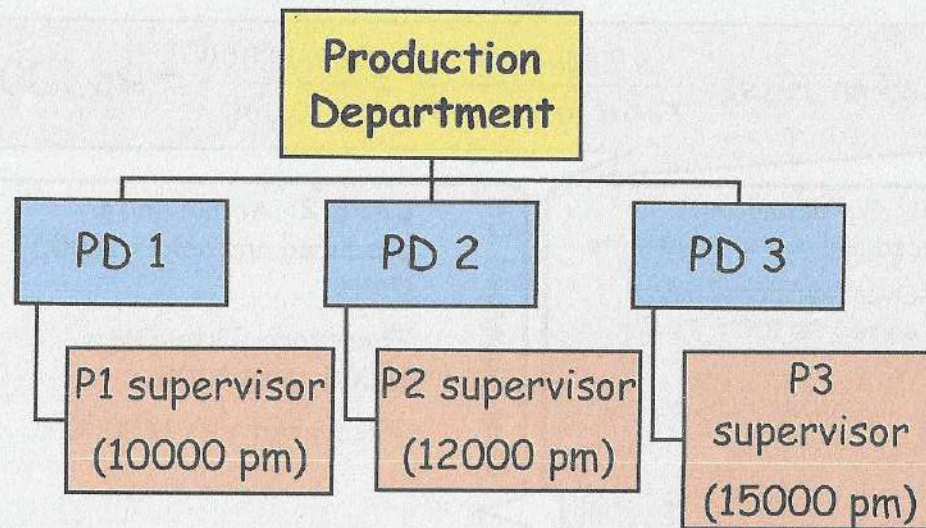 Production
Department
PD 1
PD 2
PD 3
P1 supervisor
(10000 pm)
P2 supervisor
(12000 pm)
P3
supervisor
(15000 pm)